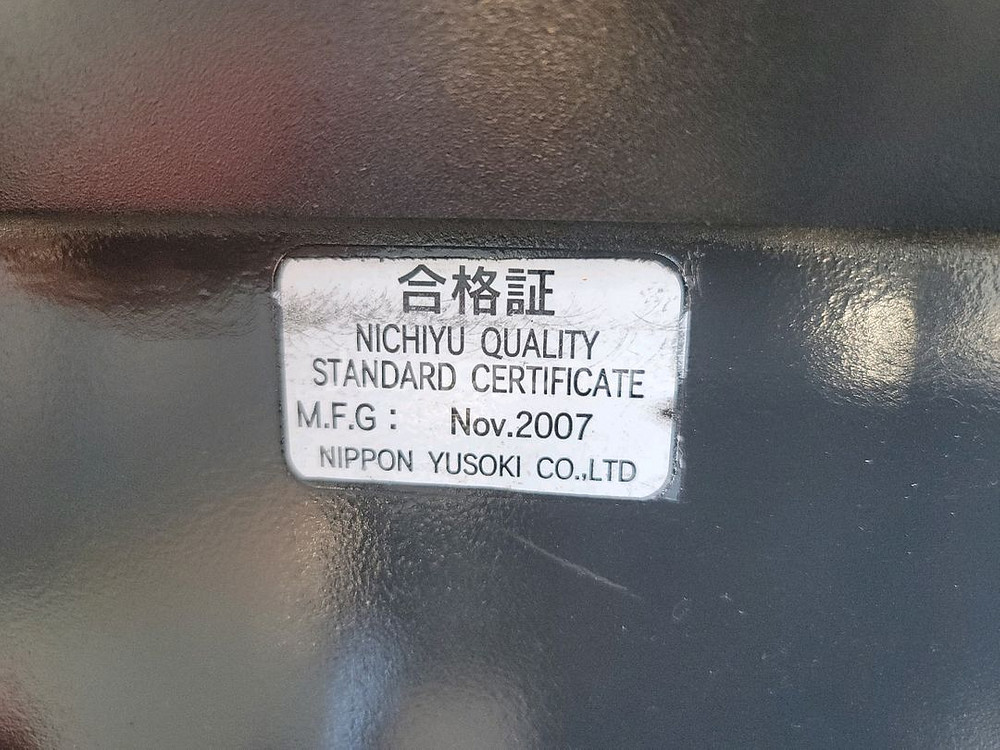 合格証
NICHIYU QUALITY
STANDARD CERTIFICATE
M.F.G : Nov.2007
NIPPON YUSOKI CO.,LTD